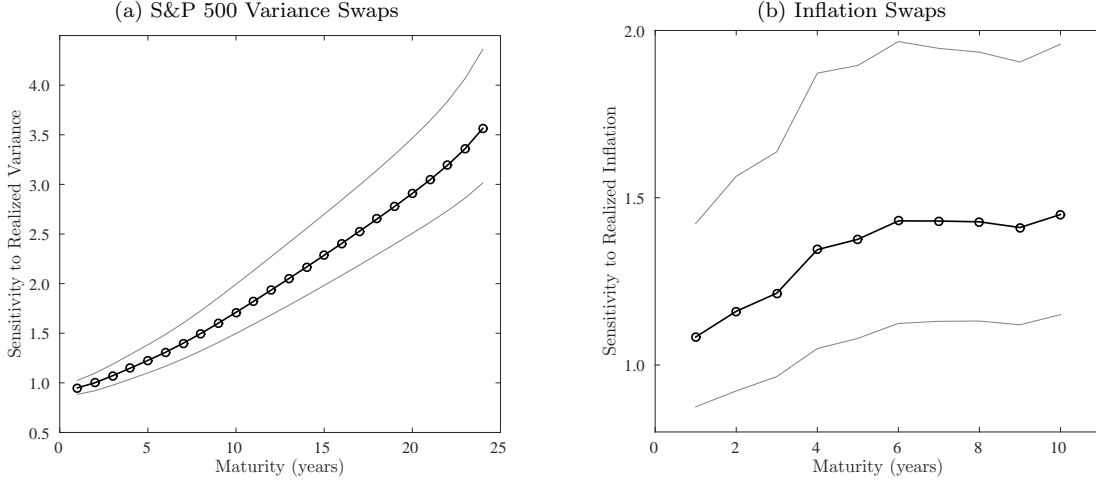 (a) S&P 500 Variance Swaps
Sensitivity to Realized Variance
4.0
3.5
3.0
2.5
2.0
1.5
1.0
0.5
0 5 10 15 20 25
Maturity (years)
(b) Inflation Swaps
Sensitivity to Realized Inflation
2.0
1.5
1.0
0 2 4 6 8 10
Maturity (years)